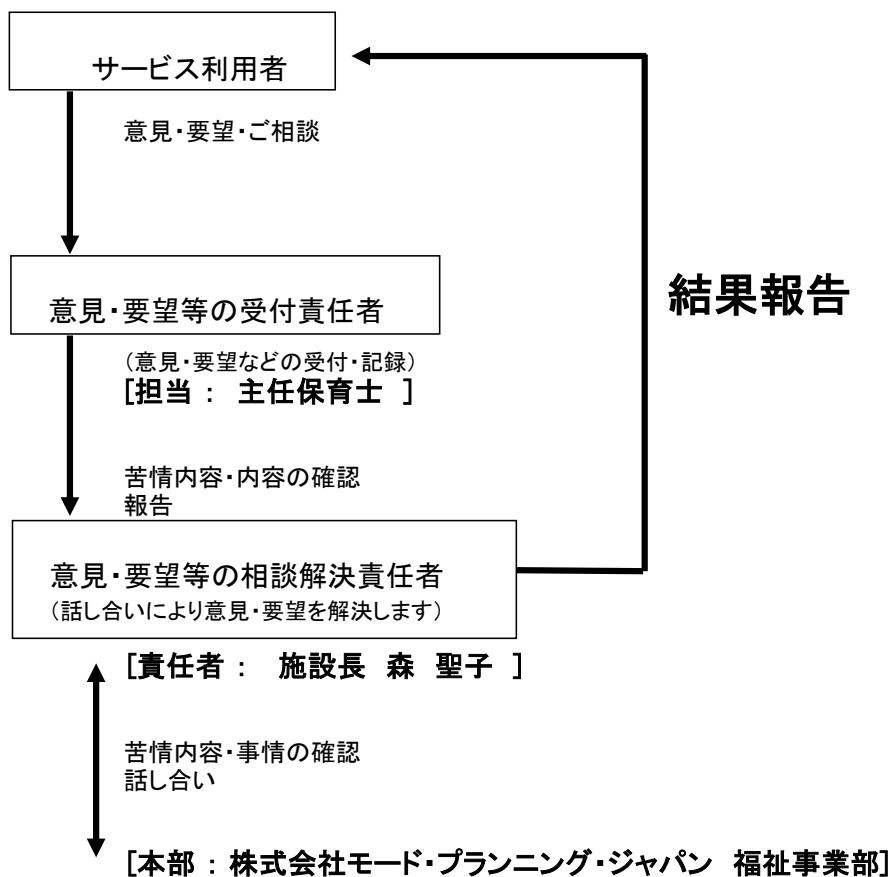 サービス利用者
意見・要望・ご相談
意見・要望等の受付責任者
(意見・要望などの受付・記録)
[担当 : 主任保育士 ]
結果報告
苦情内容・内容の確認
報告
意見・要望等の相談解決責任者
(話し合いにより意見・要望を解決します)
[責任者 : 施設長 森 聖子 ]
苦情内容・事情の確認
話し合い
[本部 : 株式会社モード・プランニング・ジャパン 福祉事業部]